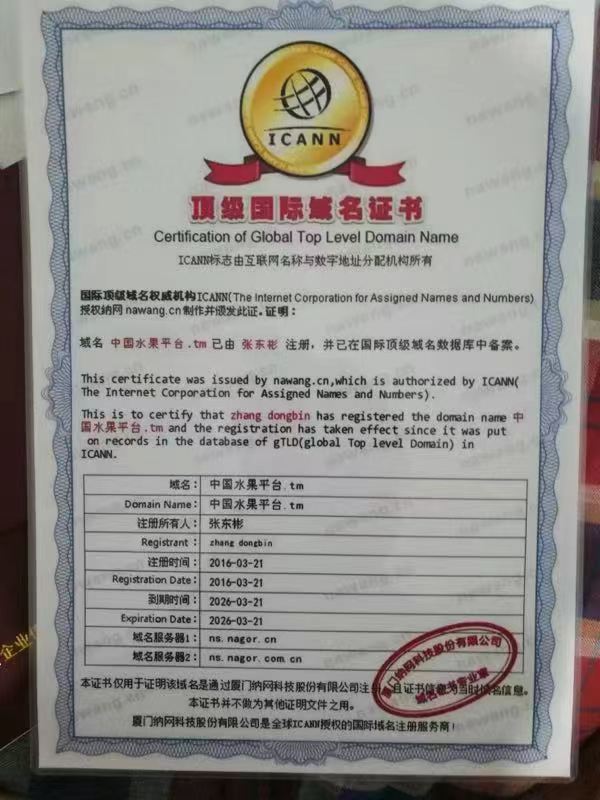 ICANN
顶级国际域名证书
Certification of Global Top Level Domain Name
ICANN标志由互联网名称与数字地址分配机构所有
国际顶级域名权威机构ICANN(The Internet Corporation for Assigned Names and Numbers)
授权纳网 nawang.cn 制作并颁发此证。证明：
域名 中国水果平台.tm 已由 张东彬 注册，并已在国际顶级域名数据库中备案。
This certificate was issued by nawang.cn,which is authorized by ICANN(
The Internet Corporation for Assigned Names and Numbers).
This is to certify that zhang dongbin has registered the domain name 中
国水果平台.tm and the registration has taken effect since it was put
on records in the database of gTLD(global Top level Domain) in
ICANN.
域名： 中国水果平台.tm
Domain Name： 中国水果平台.tm
注册所有人： 张东彬
Registrant： zhang dongbin
注册时间： 2016-03-21
Registration Date： 2016-03-21
到期时间： 2026-03-21
Expiration Date： 2026-03-21
域名服务器1： ns.nagor.cn
域名服务器2： ns.nagor.com.cn
厦门纳网科技股份有限公司
域名证书专业章
本证书仅用于证明该域名是通过厦门纳网科技股份有限公司注册，且证书信息为当时域名信息。
本证书并不做为其他证明文件之用。
厦门纳网科技股份有限公司是全球ICANN授权的国际域名注册服务商！
nawang.cn